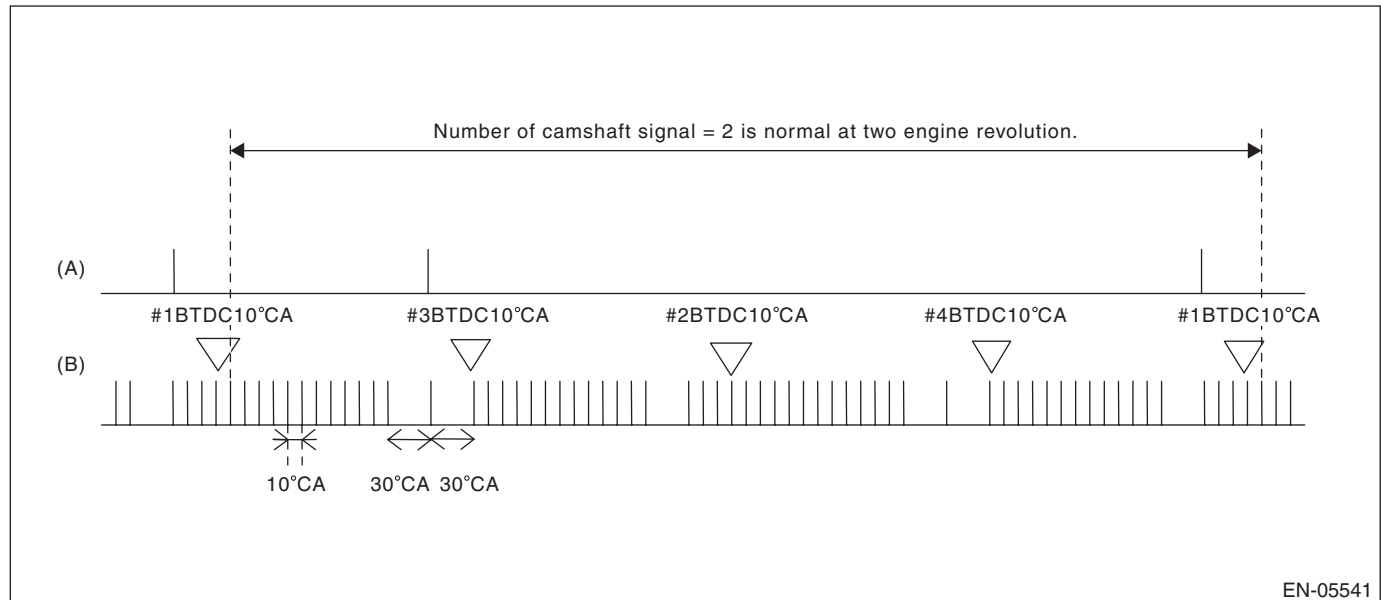 Number of camshaft signal = 2 is normal at two engine revolution.
(A)
#1BTDC10°CA #3BTDC10°CA #2BTDC10°CA #4BTDC10°CA #1BTDC10°CA
(B)
10°CA 30°CA 30°CA
EN-05541